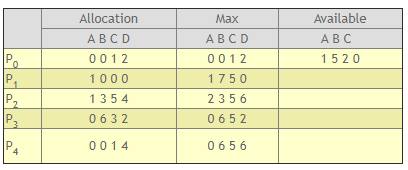 Allocation Max Available
A B C D A B C D A B C
P0 0 0 1 2 0 0 1 2 1 5 2 0
P1 1 0 0 0 1 7 5 0
P2 1 3 5 4 2 3 5 6
P3 0 6 3 2 0 6 5 2
P4 0 0 1 4 0 6 5 6